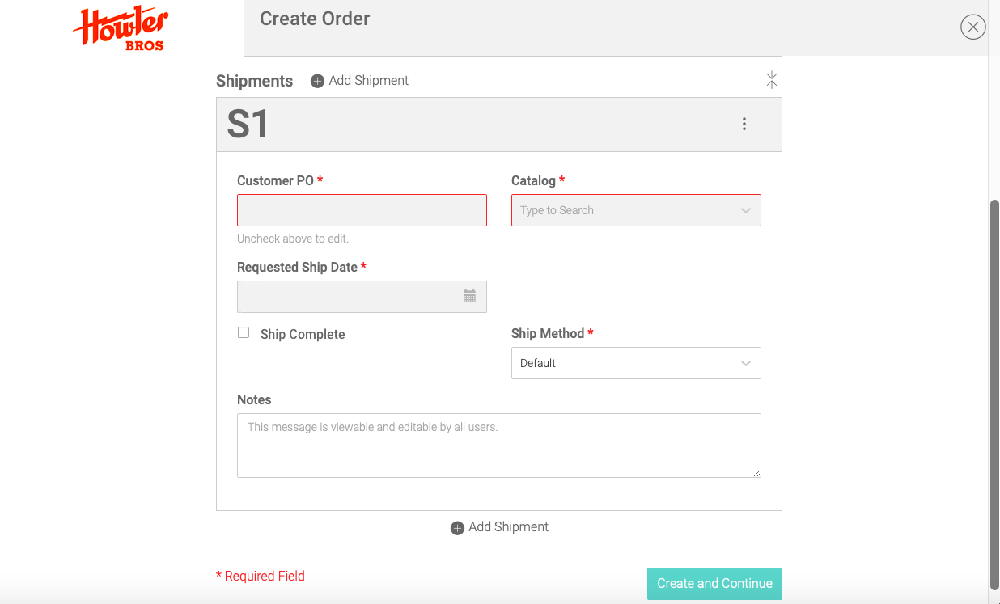 Howler
BROS
Create Order
Shipments
Add Shipment
S1
Customer PO *
Catalog *
Type to Search
Uncheck above to edit.
Requested Ship Date *
Ship Complete
Ship Method *
Default
Notes
This message is viewable and editable by all users.
Add Shipment
* Required Field
Create and Continue